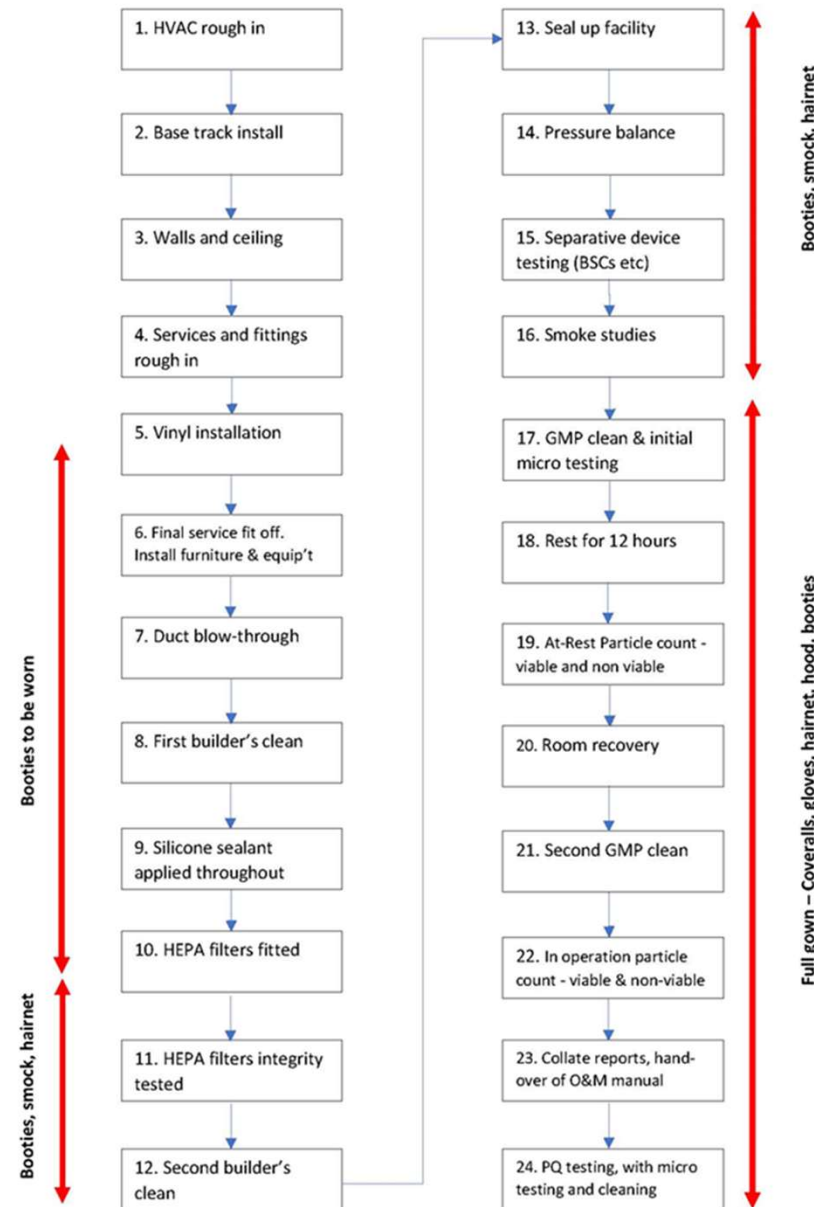 1. HVAC rough in
2. Base track install
3. Walls and ceiling
4. Services and fittings
rough in
5. Vinyl installation
6. Final service fit off.
Install furniture & equip't
7. Duct blow-through
8. First builder's clean
9. Silicone sealant
applied throughout
10. HEPA filters fitted
11. HEPA filters integrity
tested
12. Second builder's
clean
Booties to be worn
Booties, smock, hairnet
13. Seal up facility
14. Pressure balance
15. Separative device
testing (BSCs etc)
16. Smoke studies
17. GMP clean & initial
micro testing
18. Rest for 12 hours
19. At-Rest Particle count -
viable and non viable
20. Room recovery
21. Second GMP clean
22. In operation particle
count - viable & non-viable
23. Collate reports, hand-
over of O&M manual
24. PQ testing, with micro
testing and cleaning
Booties, smock, hairnet
Full gown – Coveralls, gloves, hairnet, hood, booties